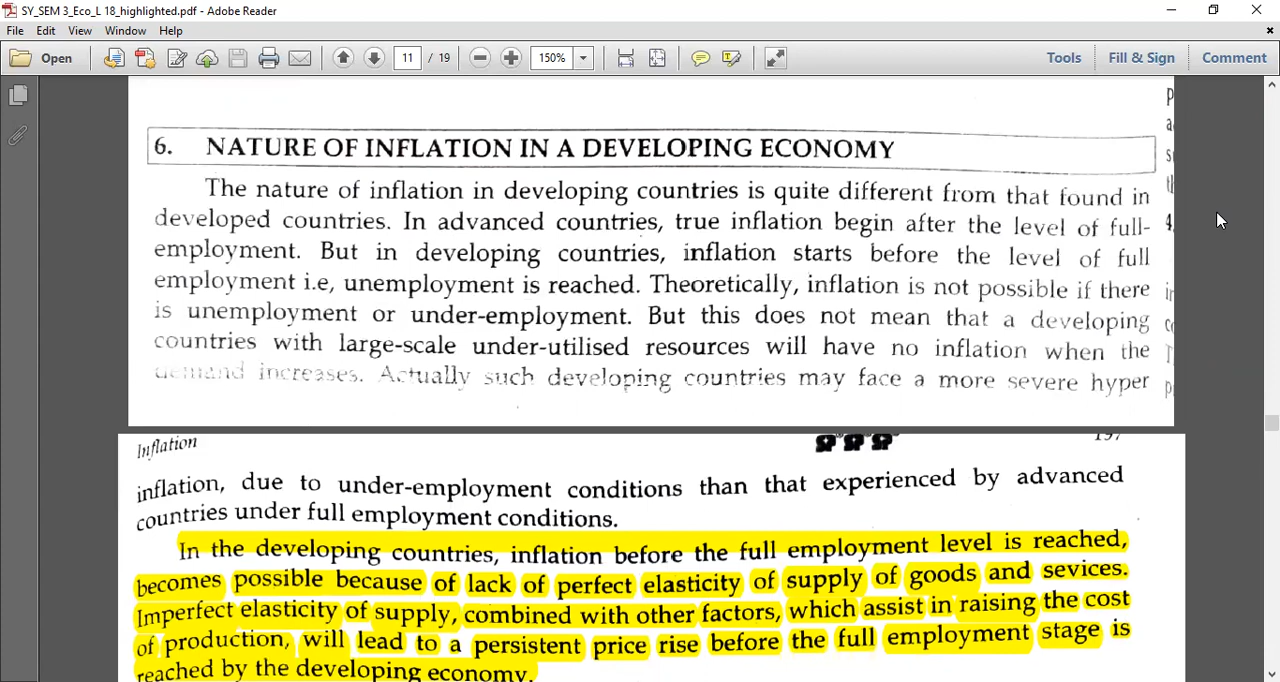 SY_SEM 3_Eco_L 18_highlighted.pdf - Adobe Reader
File Edit View Window Help
Open 11 / 19 150% Tools Fill & Sign Comment
6. NATURE OF INFLATION IN A DEVELOPING ECONOMY
The nature of inflation in developing countries is quite different from that found in
developed countries. In advanced countries, true inflation begin after the level of full-
employment. But in developing countries, inflation starts before the level of full
employment i.e, unemployment is reached. Theoretically, inflation is not possible if there
is unemployment or under-employment. But this does not mean that a developing
countries with large-scale under-utilised resources will have no inflation when the
demand increases. Actually such developing countries may face a more severe hyper
Inflation 197
inflation, due to under-employment conditions than that experienced by advanced
countries under full employment conditions.
In the developing countries, inflation before the full employment level is reached,
becomes possible because of lack of perfect elasticity of supply of goods and sevices.
Imperfect elasticity of supply, combined with other factors, which assist in raising the cost
of production, will lead to a persistent price rise before the full employment stage is
reached by the developing economy.